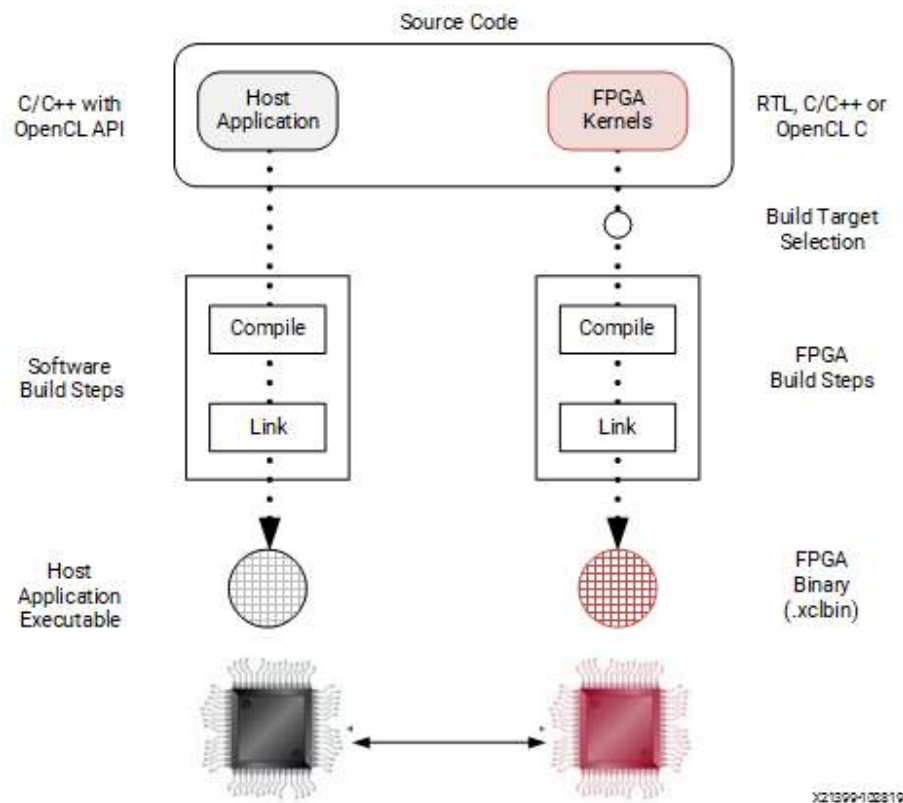 Source Code
C/C++ with
OpenCL API
Host
Application
FPGA
Kernels
RTL, C/C++ or
OpenCL C
Build Target
Selection
Software
Build Steps
Compile
Link
Compile
Link
FPGA
Build Steps
Host
Application
Executable
FPGA
Binary
(.xclbin)
X21399-103819